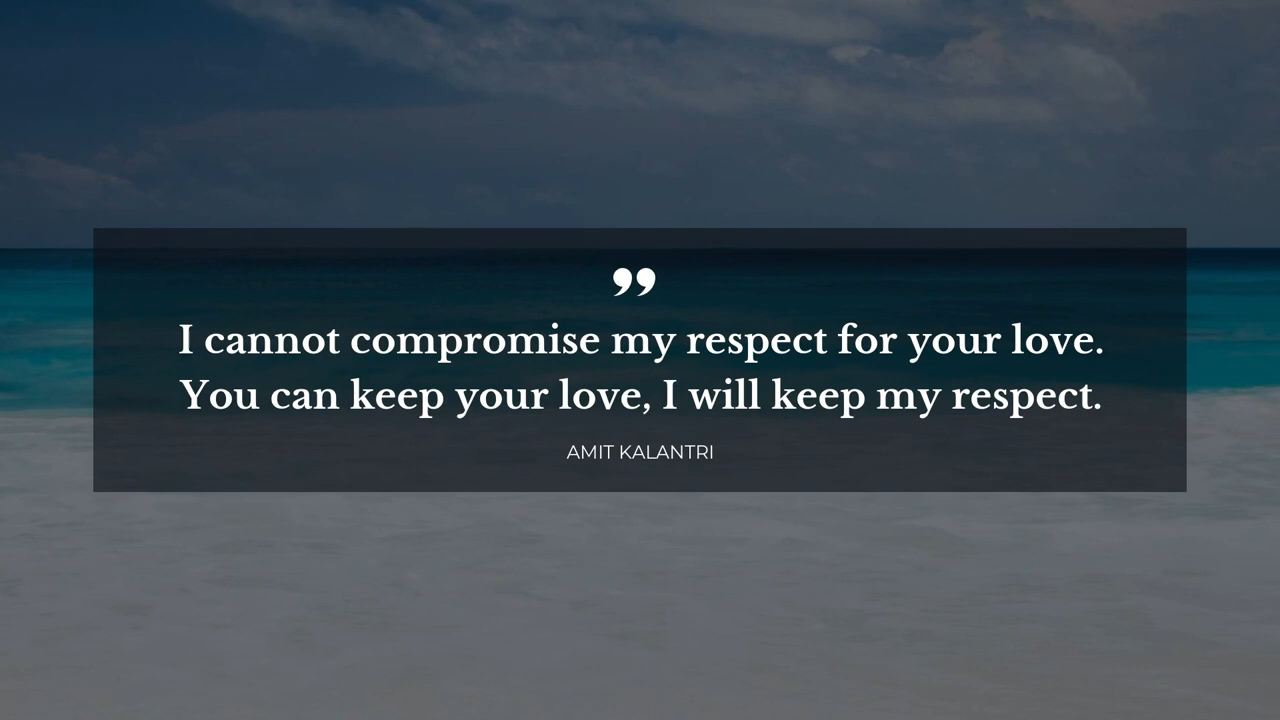 ”
I cannot compromise my respect for your love.
You can keep your love, I will keep my respect.
AMIT KALANTRI